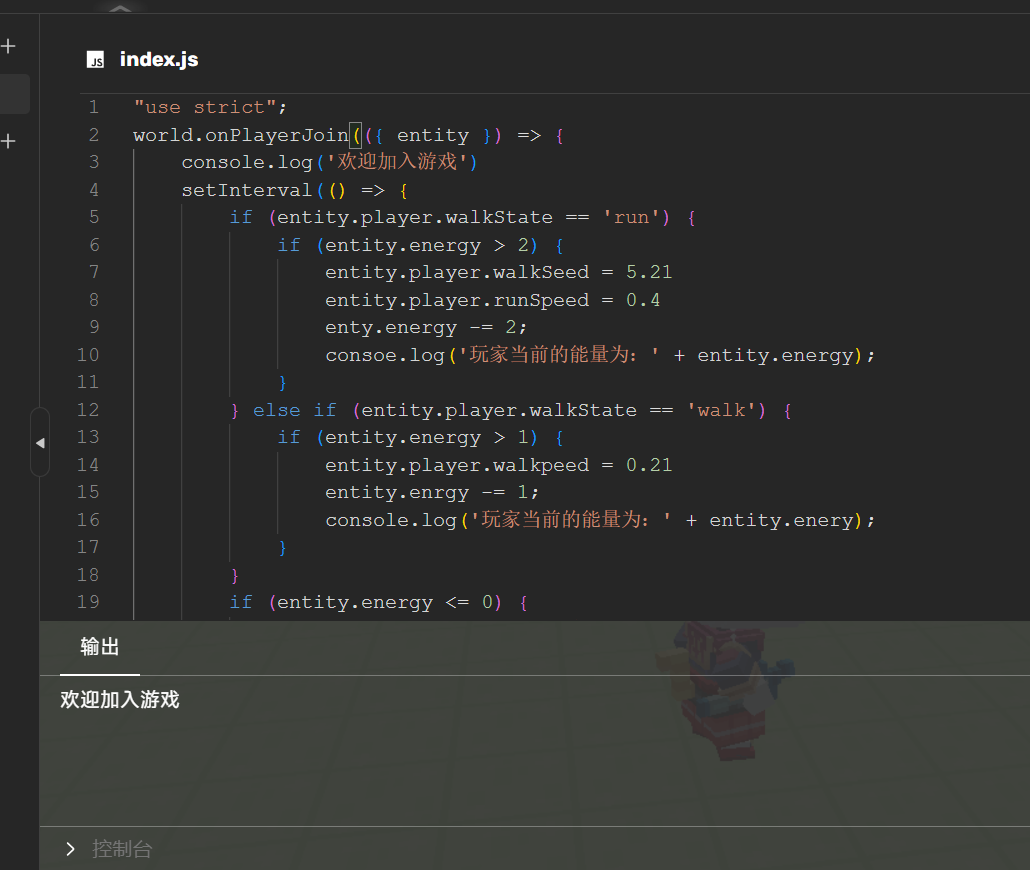 JS index.js
1 "use strict";
2 world.onPlayerJoin(({ entity }) => {
3 console.log('欢迎加入游戏')
4 setInterval(() => {
5 if (entity.player.walkState == 'run') {
6 if (entity.energy > 2) {
7 entity.player.walkSeed = 5.21
8 entity.player.runSpeed = 0.4
9 enty.energy -= 2;
10 consoe.log('玩家当前的能量为: ' + entity.energy);
11 }
12 } else if (entity.player.walkState == 'walk') {
13 if (entity.energy > 1) {
14 entity.player.walkpeed = 0.21
15 entity.enrgy -= 1;
16 console.log('玩家当前的能量为: ' + entity.enery);
17 }
18 }
19 if (entity.energy <= 0) {
输出
欢迎加入游戏
控制台